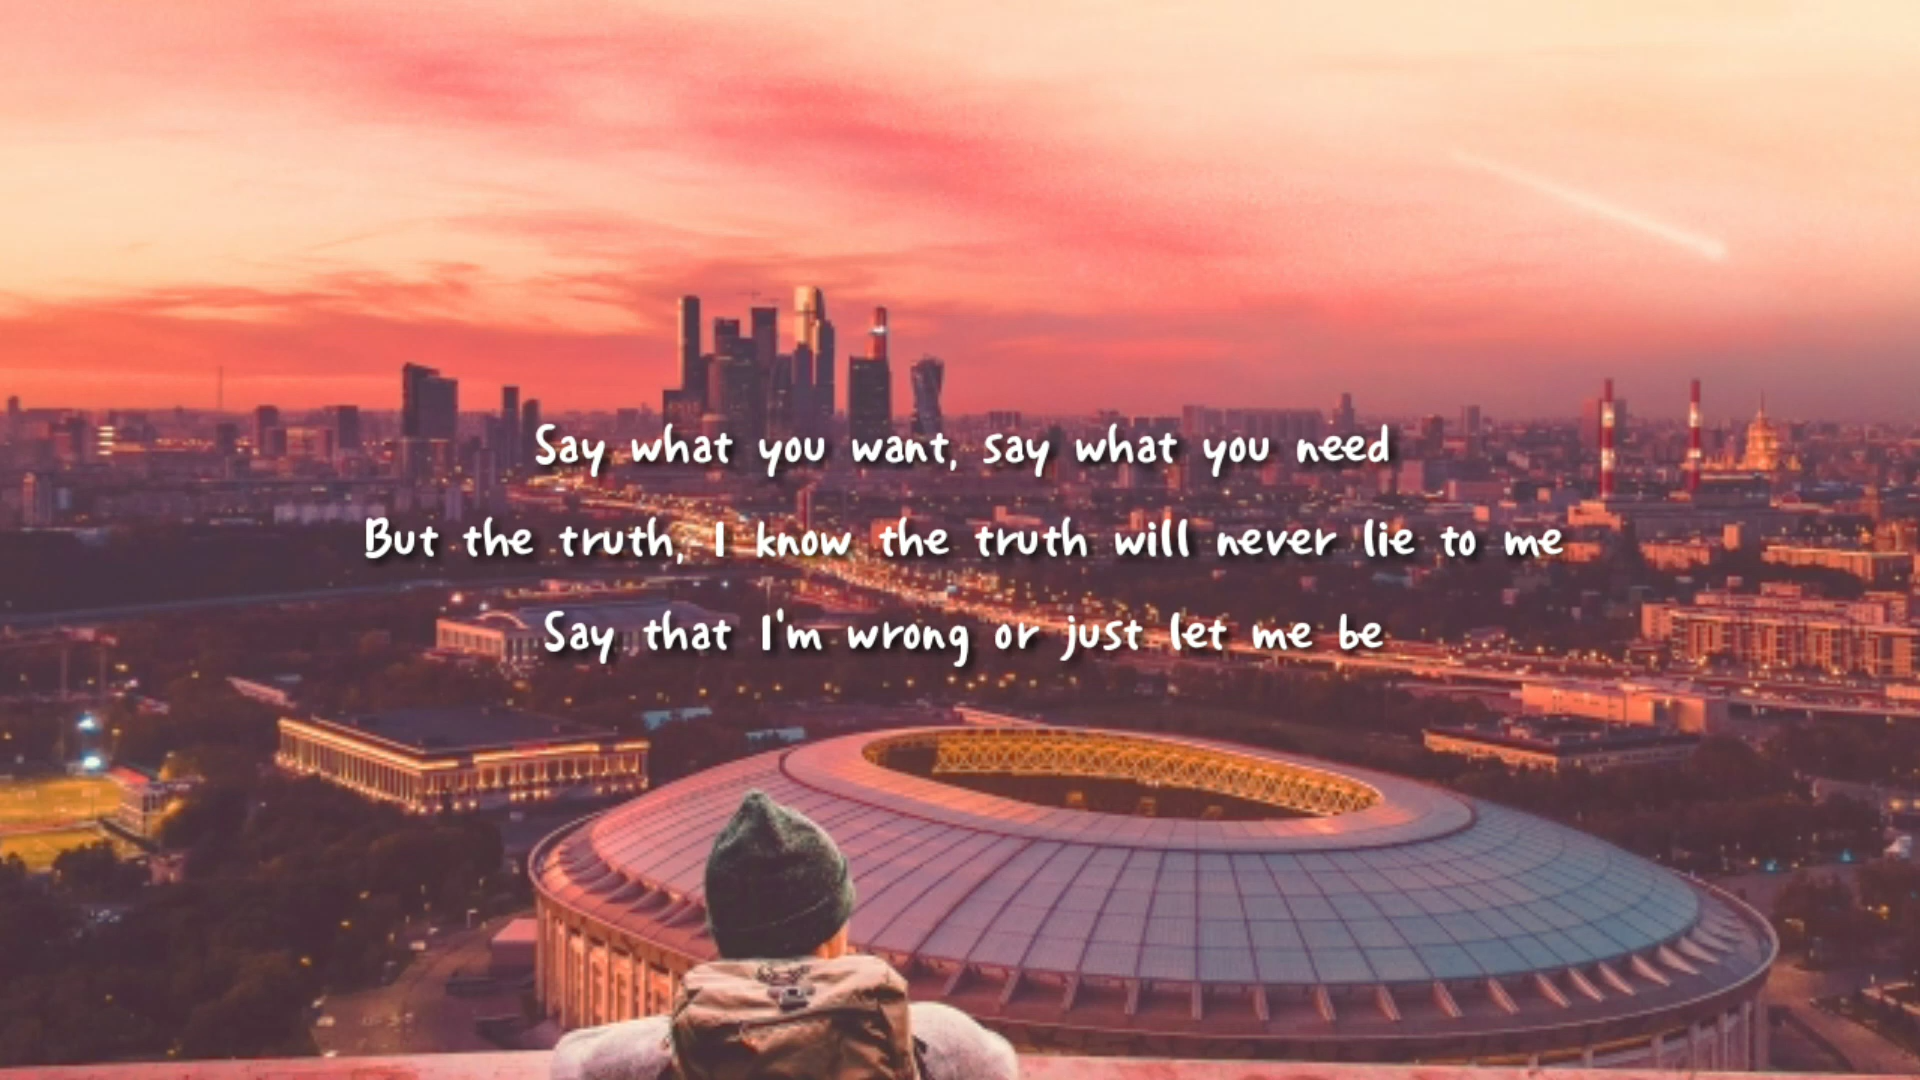 Say what you want, say what you need
But the truth, I know the truth will never lie to me
Say that I'm wrong or just let me be